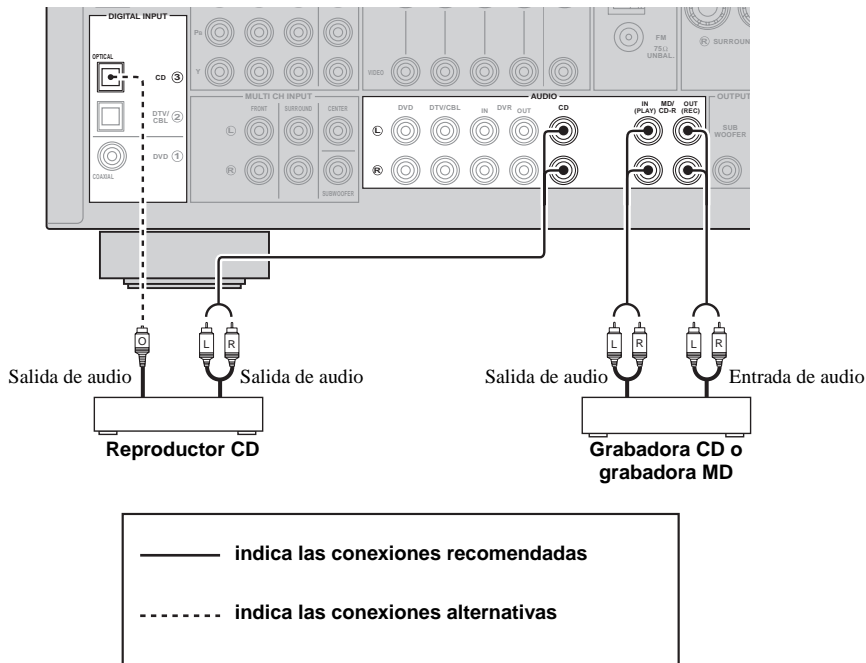 DIGITAL INPUT
OPTICAL
CD ③
DTV/
CBL ②
DVD ①
COAXIAL
PB
Y
VIDEO
FM
75Ω
UNBAL.
Ⓡ SURROUN
MULTI CH INPUT
FRONT SURROUND CENTER
Ⓛ
Ⓡ
SUBWOOFER
AUDIO
DVD DTV/CBL IN DVR OUT CD
Ⓛ
Ⓡ
IN MD/ OUT
(PLAY) CD-R (REC)
OUTPUT
SUB
WOOFER
O L R L R L R
Salida de audio Salida de audio Salida de audio Entrada de audio
Reproductor CD
Grabadora CD o
grabadora MD
indica las conexiones recomendadas
indica las conexiones alternativas